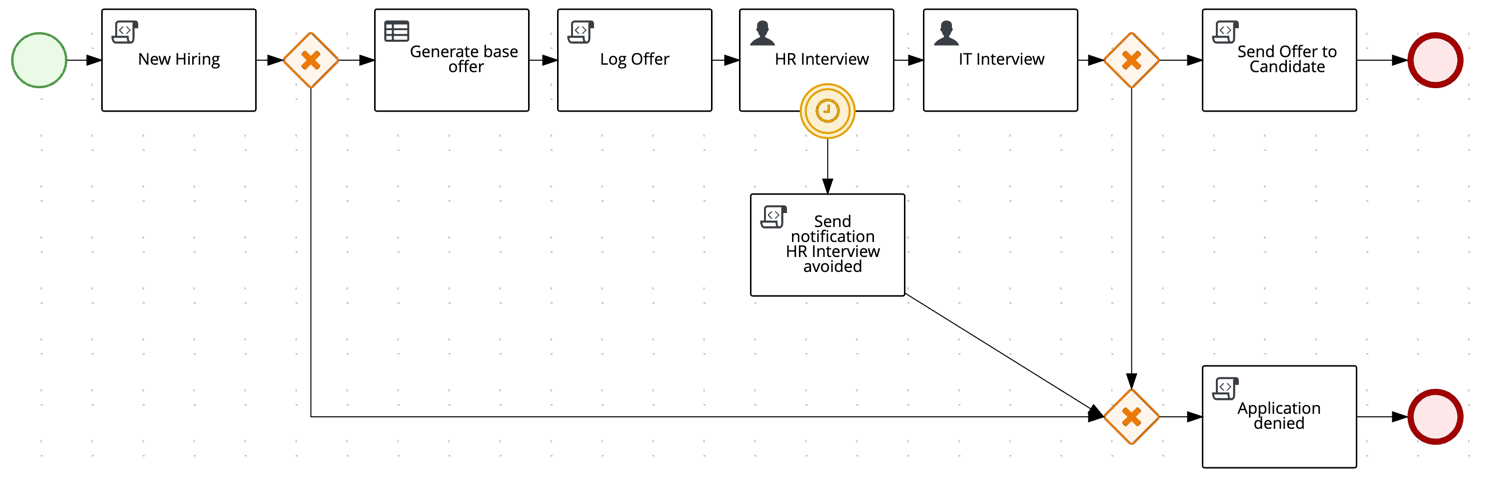 New Hiring
Generate base
offer
Log Offer
HR Interview
IT Interview
Send Offer to
Candidate
Send
notification
HR Interview
avoided
Application
denied